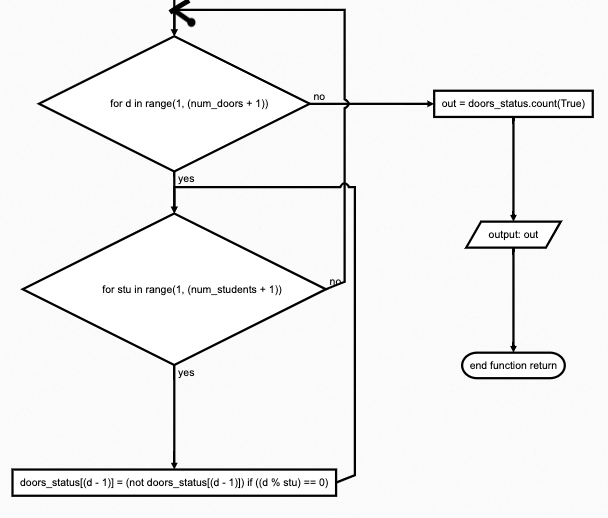 for d in range(1, (num_doors + 1))
no
out = doors_status.count(True)
yes
output: out
for stu in range(1, (num_students + 1))
no
end function return
yes
doors_status[(d - 1)] = (not doors_status[(d - 1)]) if ((d % stu) == 0)